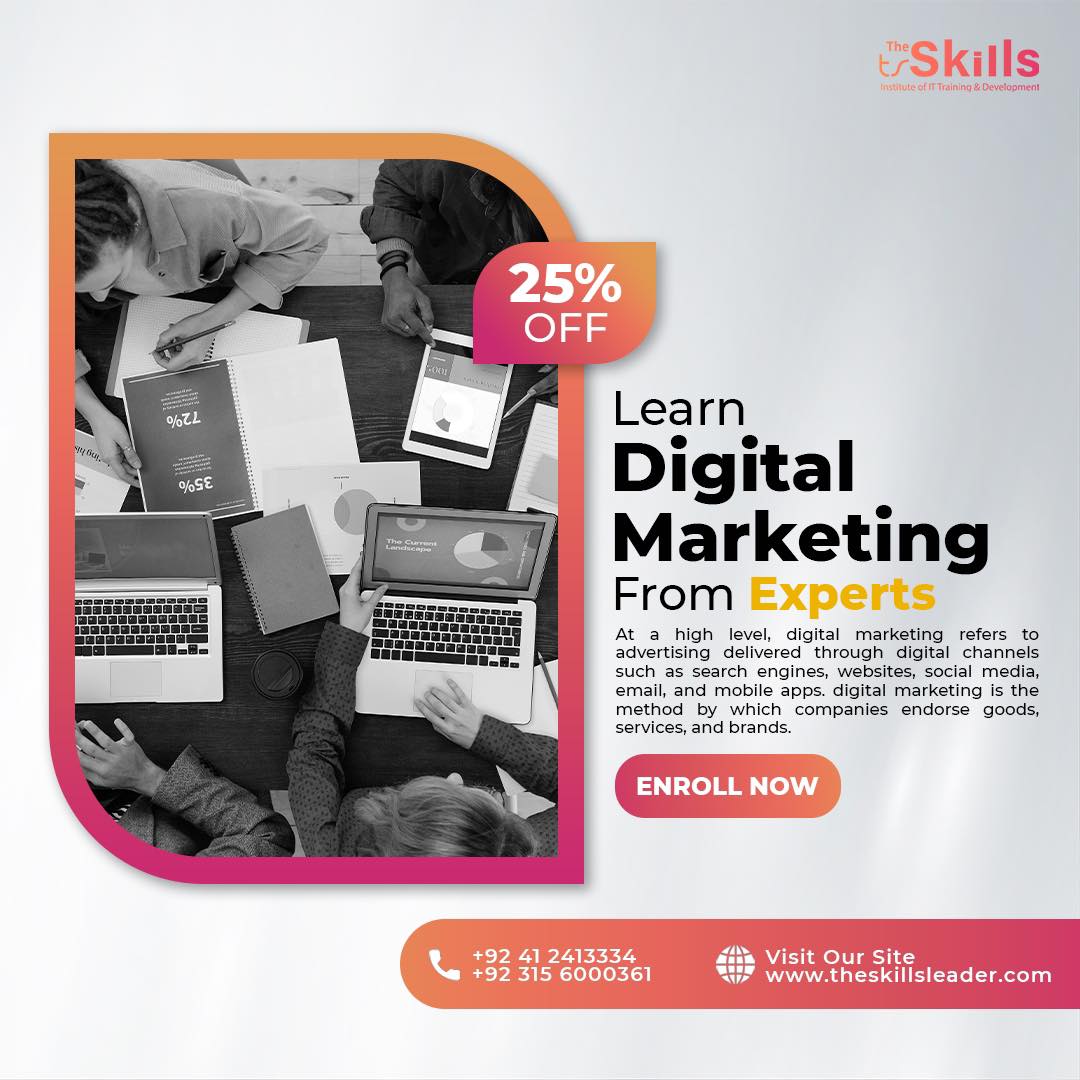 The
ts Skills
Institute of IT Training & Development
25%
OFF
72%
35%
100%
The Current
Landscape
Learn
Digital
Marketing
From Experts
At a high level, digital marketing refers to
advertising delivered through digital channels
such as search engines, websites, social media,
email, and mobile apps. digital marketing is the
method by which companies endorse goods,
services, and brands.
ENROLL NOW
+92 41 2413334
+92 315 6000361
Visit Our Site
www.theskillsleader.com